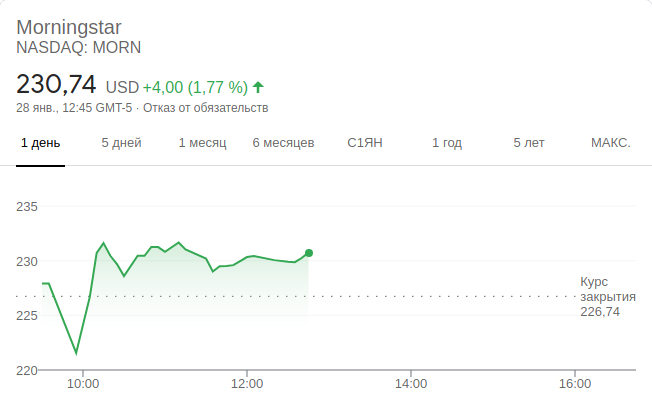 Morningstar
NASDAQ: MORN
230,74 USD +4,00 (1,77 %)
28 янв., 12:45 GMT-5 · Отказ от обязательств
1 день 5 дней 1 месяц 6 месяцев С1ЯН 1 год 5 лет МАКС.
235
230
Курс
закрытия
226,74
225
220
10:00 12:00 14:00 16:00